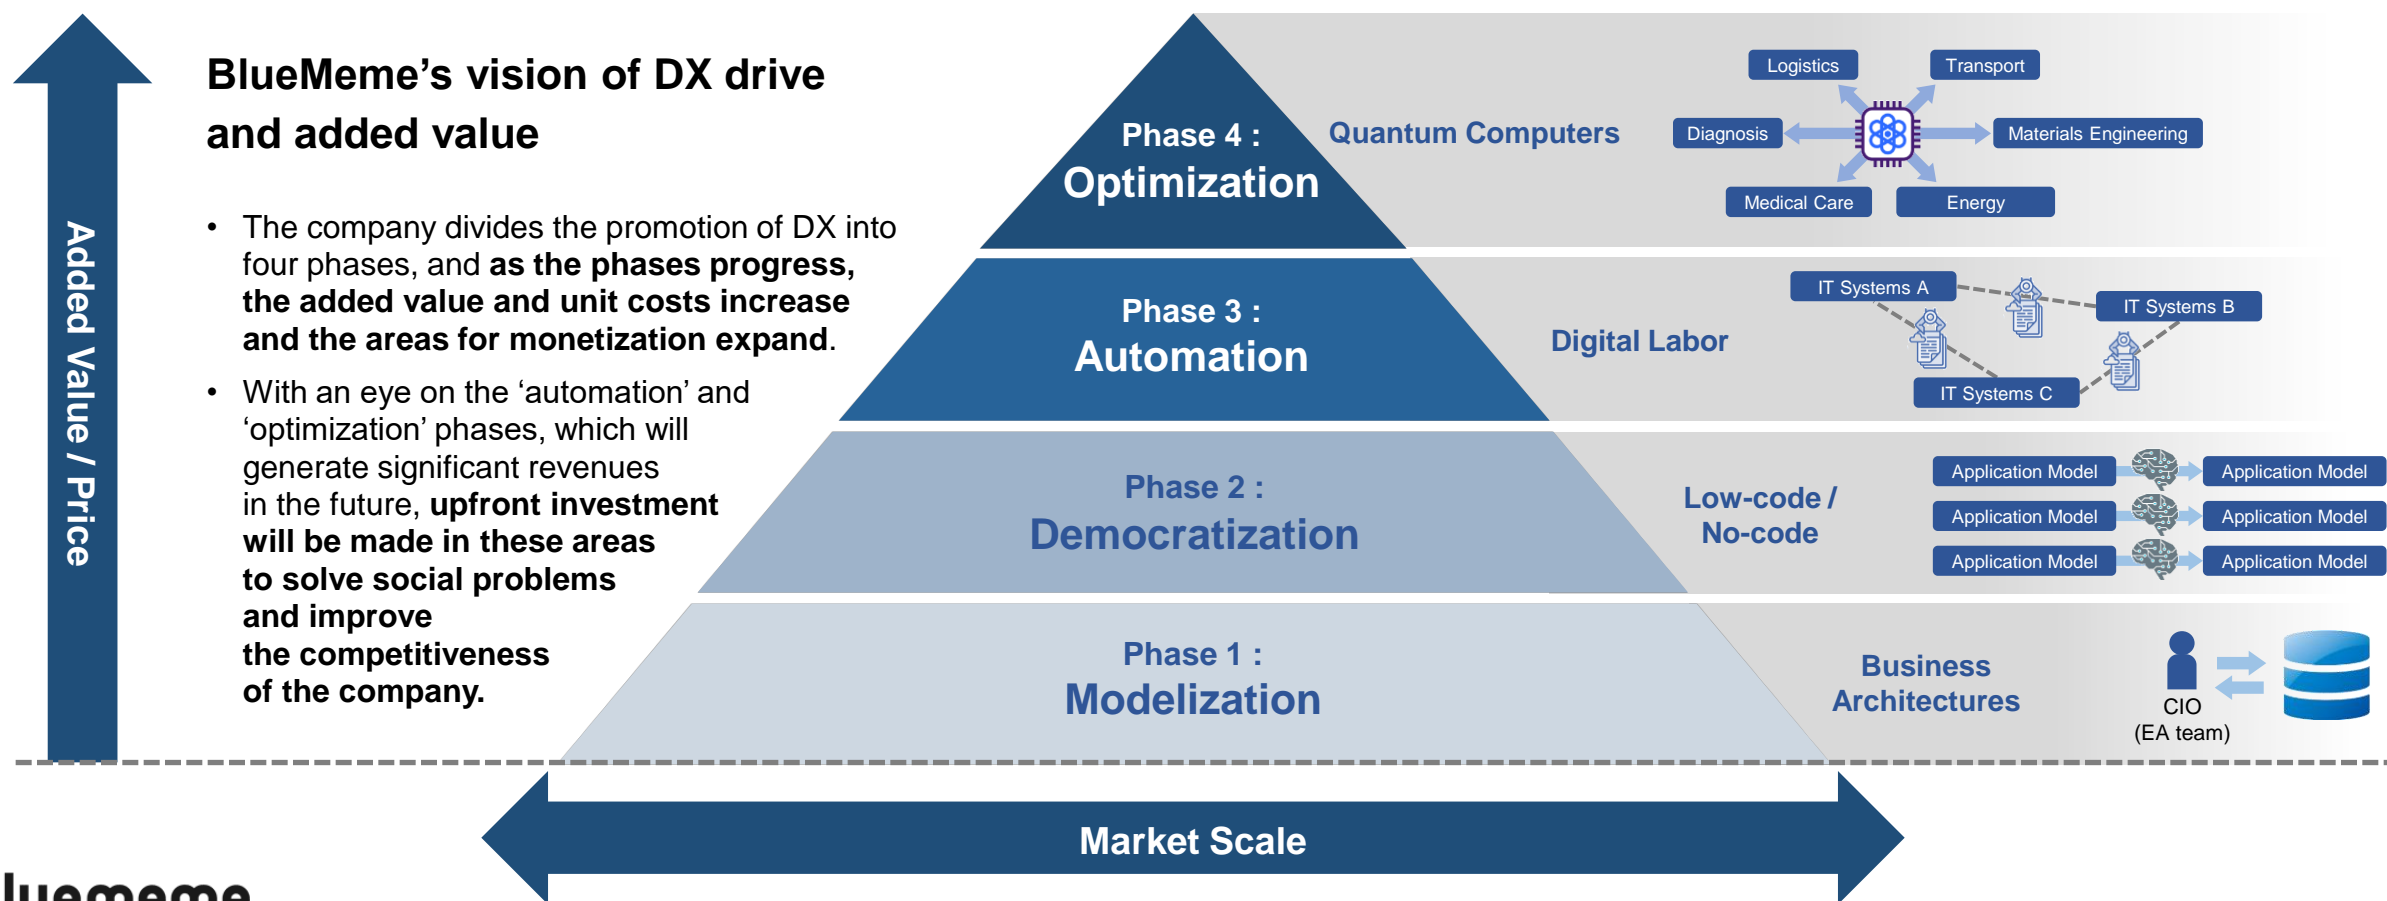 BlueMeme’s vision of DX drive
and added value
• The company divides the promotion of DX into
four phases, and as the phases progress,
the added value and unit costs increase
and the areas for monetization expand.
• With an eye on the ‘automation’ and
‘optimization’ phases, which will
generate significant revenues
in the future, upfront investment
will be made in these areas
to solve social problems
and improve
the competitiveness
of the company.
Added Value / Price
Phase 4 :
Optimization
Quantum Computers
Logistics
Transport
Diagnosis
Materials Engineering
Medical Care
Energy
Phase 3 :
Automation
Digital Labor
IT Systems A
IT Systems B
IT Systems C
Phase 2 :
Democratization
Low-code /
No-code
Application Model
Application Model
Application Model
Application Model
Application Model
Application Model
Phase 1 :
Modelization
Business
Architectures
CIO
(EA team)
Market Scale
luememe